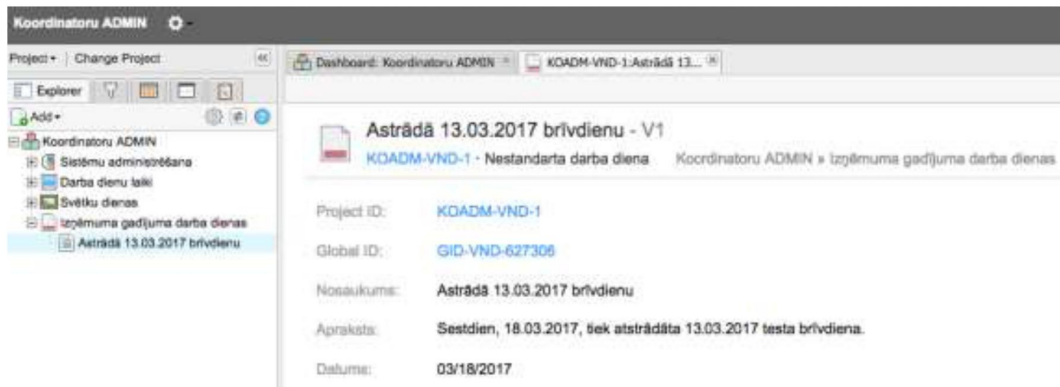 Koordinatoru ADMIN
Project Change Project
Dashboard: Koordinatoru ADMIN KOADM-VND-1:Astrādā 13...
Explorer
Add
Koordinatoru ADMIN
Sistēmu administrēšana
Darba dienu laiki
Svētku dienas
Izņēmuma gadījuma darba dienas
Astrādā 13.03.2017 brīvdienu
Astrādā 13.03.2017 brīvdienu - V1
KOADM-VND-1 · Nestandarta darba diena Koordinatoru ADMIN » Izņēmuma gadījuma darba dienas
Project ID: KOADM-VND-1
Global ID: GID-VND-627306
Nosaukums: Astrādā 13.03.2017 brīvdienu
Apraksts: Sestdien, 18.03.2017, tiek atstrādāta 13.03.2017 testa brīvdiena.
Datums: 03/18/2017